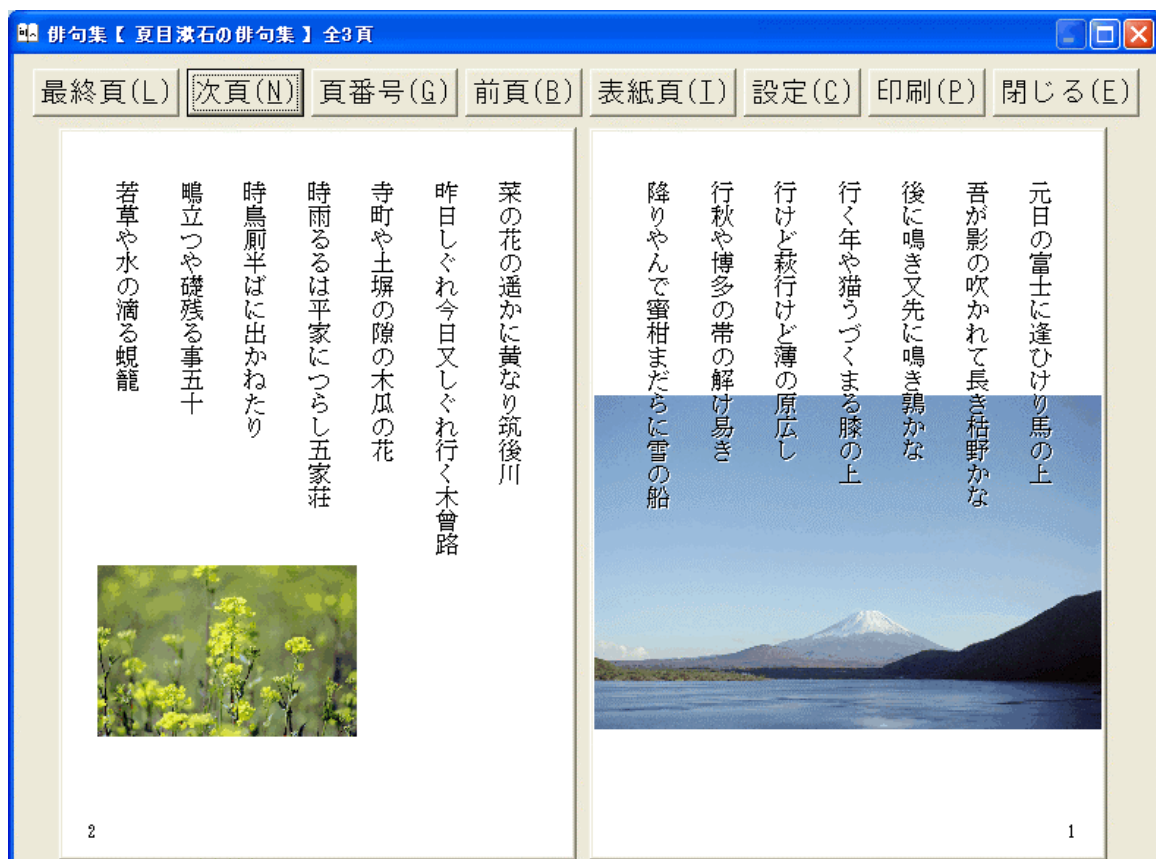 俳句集【 夏目漱石の俳句集 】全3頁
最終頁(L)
次頁(N)
頁番号(G)
前頁(B)
表紙頁(I)
設定(C)
印刷(P)
閉じる(E)
元日の富士に逢ひけり馬の上
吾が影の吹かれて長き枯野かな
後に鳴き又先に鳴き鶉かな
行く年や猫うづくまる膝の上
行けど萩行けど薄の原広し
行秋や博多の帯の解け易き
降りやんで蜜柑まだらに雪の船
1
菜の花の遥かに黄なり筑後川
昨日しぐれ今日又しぐれ行く木曾路
寺町や土塀の隙の木瓜の花
時雨るるは平家につらし五家荘
時鳥厠半ばに出かねたり
鴫立つや礎残る事五十
若草や水の滴る蜆籠
2